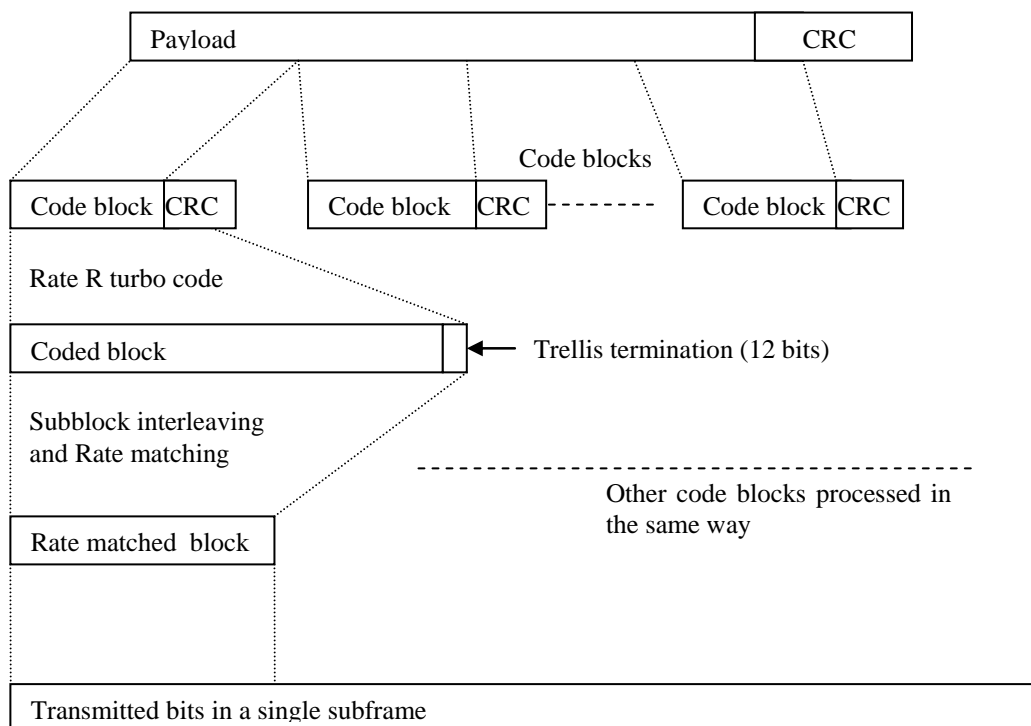 Payload CRC
Code blocks
Code block CRC Code block CRC Code block CRC
Rate R turbo code
Coded block
Trellis termination (12 bits)
Subblock interleaving
and Rate matching
Other code blocks processed in
the same way
Rate matched block
Transmitted bits in a single subframe